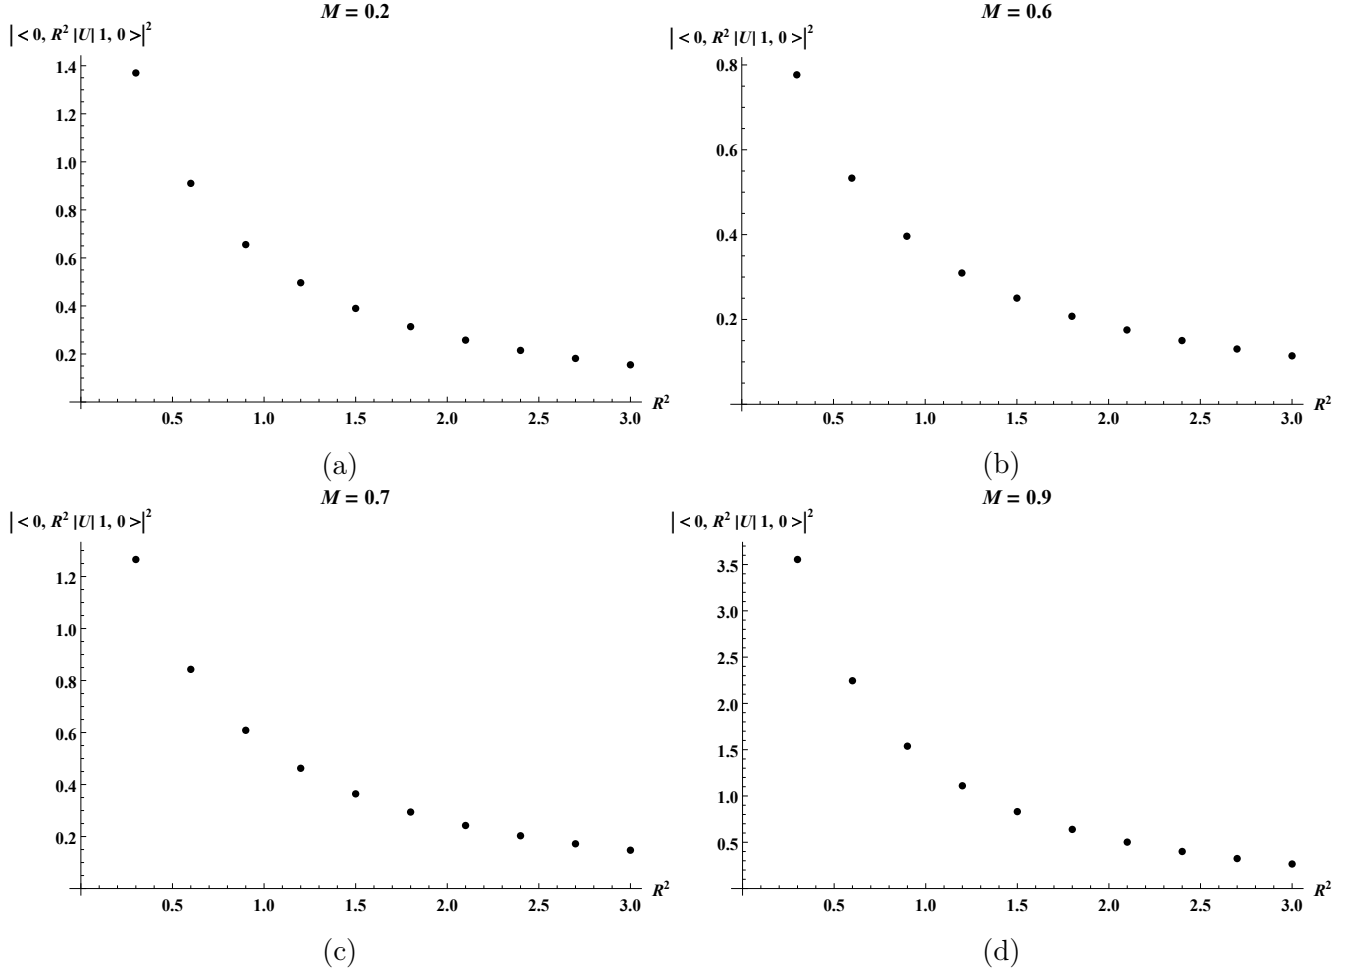 M = 0.2
|< 0, R² |U| 1, 0 >|²
1.4
1.2
1.0
0.8
0.6
0.4
0.2
0.5 1.0 1.5 2.0 2.5 3.0 R²
(a)
M = 0.6
|< 0, R² |U| 1, 0 >|²
0.8
0.6
0.4
0.2
0.5 1.0 1.5 2.0 2.5 3.0 R²
(b)
M = 0.7
|< 0, R² |U| 1, 0 >|²
1.2
1.0
0.8
0.6
0.4
0.2
0.5 1.0 1.5 2.0 2.5 3.0 R²
(c)
M = 0.9
|< 0, R² |U| 1, 0 >|²
3.5
3.0
2.5
2.0
1.5
1.0
0.5
0.5 1.0 1.5 2.0 2.5 3.0 R²
(d)